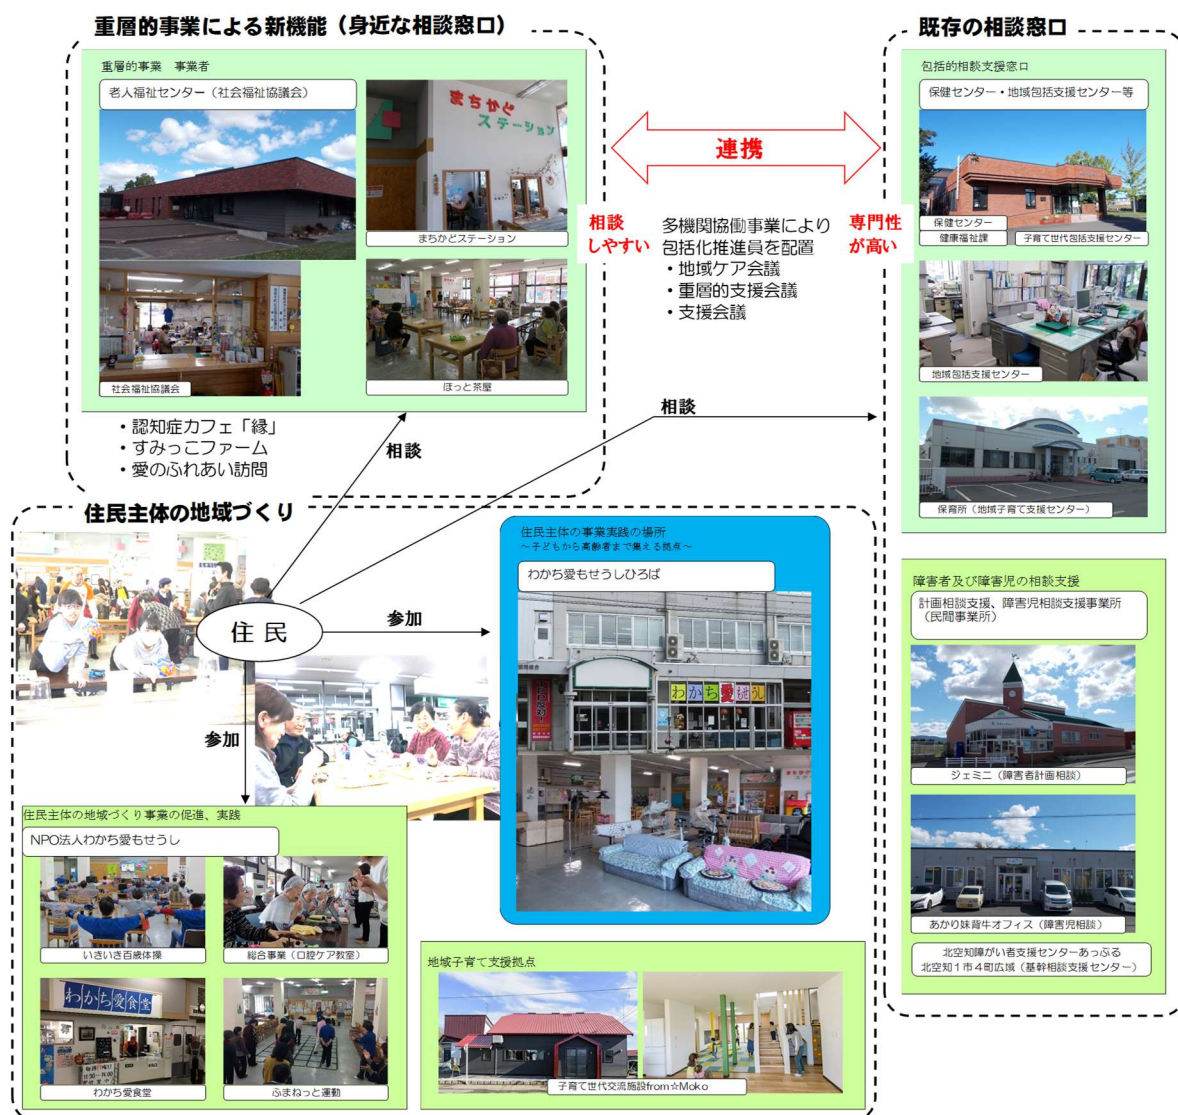 重層的事業による新機能（身近な相談窓口）
重層的事業　事業者
老人福祉センター（社会福祉協議会）
まちかど
ステーション
まちかどステーション
社会福祉協議会
ほっと茶屋
・認知症カフェ「縁」
・すみっこファーム
・愛のふれあい訪問
連携
相談
しやすい
多機関協働事業により
包括化推進員を配置
・地域ケア会議
・重層的支援会議
・支援会議
専門性
が高い
既存の相談窓口
包括的相談支援窓口
保健センター・地域包括支援センター等
保健センター
健康福祉課
子育て世代包括支援センター
地域包括支援センター
保育所（地域子育て支援センター）
障害者及び障害児の相談支援
計画相談支援、障害児相談支援事業所
（民間事業所）
ジェミニ（障害者計画相談）
あかり妹背牛オフィス（障害児相談）
北空知障がい者支援センターあっぷる
北空知１市４町広域（基幹相談支援センター）
相談
相談
住民主体の地域づくり
住民
参加
参加
住民主体の事業実践の場所
～子どもから高齢者まで集える拠点～
わかち愛もせうしひろば
わかち愛もせうし
住民主体の地域づくり事業の促進、実践
NPO法人わかち愛もせうし
いきいき百歳体操
総合事業（口腔ケア教室）
わかち愛食堂
わかち愛食堂
ふまねっと運動
地域子育て支援拠点
子育て世代交流施設from☆Moko